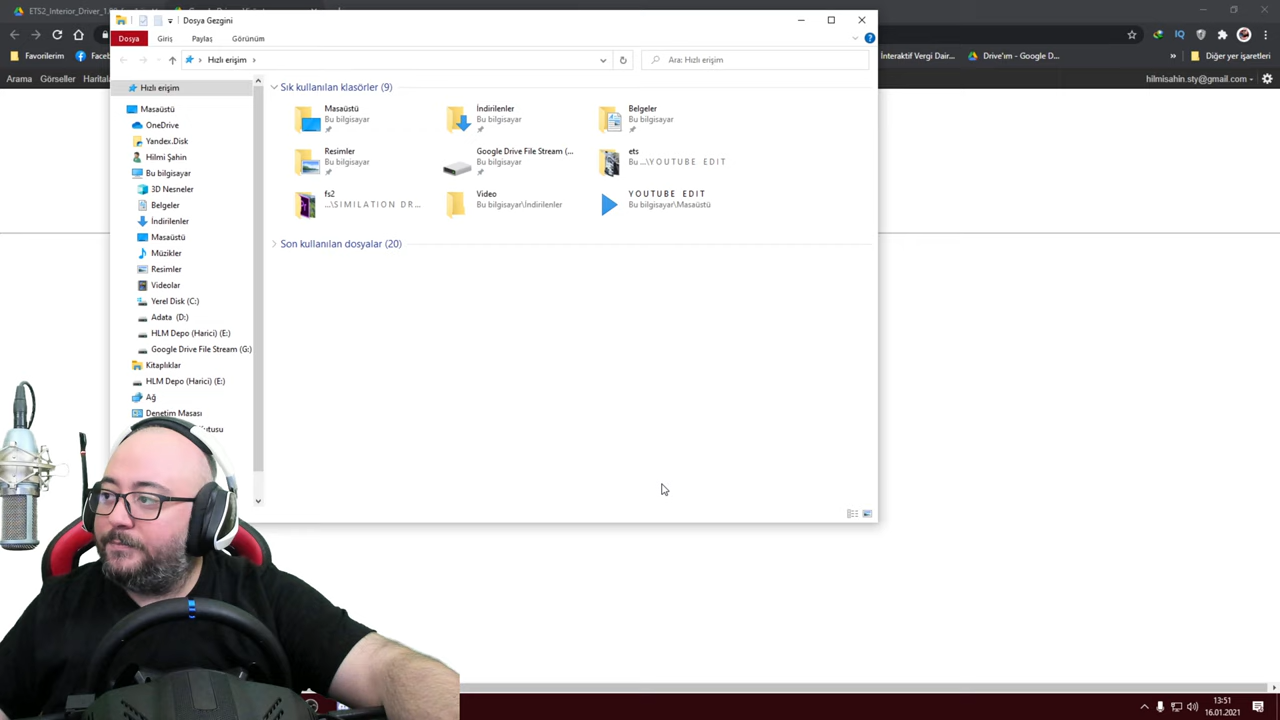 ETS2_Interior_Driver_1.
Dosya Gezgini
Dosya
Giriş
Paylaş
Görünüm
Favorilerim
F
İnteraktif Veri Dair...
Drive'ım - Google D...
»
Diğer yer işaretleri
Hızlı erişim
Ara: Hızlı erişim
Arama Görseller Haritala
hilmisahin.sty@gmail.com
Hızlı erişim
Masaüstü
OneDrive
Yandex.Disk
Hilmi Şahin
Bu bilgisayar
3D Nesneler
Belgeler
İndirilenler
Masaüstü
Müzikler
Resimler
Videolar
Yerel Disk (C:)
Adata (D:)
HLM Depo (Harici) (E:)
Google Drive File Stream (G:)
Kitaplıklar
HLM Depo (Harici) (E:)
Ağ
Denetim Masası
utusu
Sık kullanılan klasörler (9)
Masaüstü
Bu bilgisayar
İndirilenler
Bu bilgisayar
Belgeler
Bu bilgisayar
Resimler
Bu bilgisayar
Google Drive File Stream (...
Bu bilgisayar
ets
Bu ...\YOUTUBE EDIT
fs2
...\SIMILATION DR...
Video
Bu bilgisayar\İndirilenler
YOUTUBE EDIT
Bu bilgisayar\Masaüstü
Son kullanılan dosyalar (20)
13:51
16.01.2021